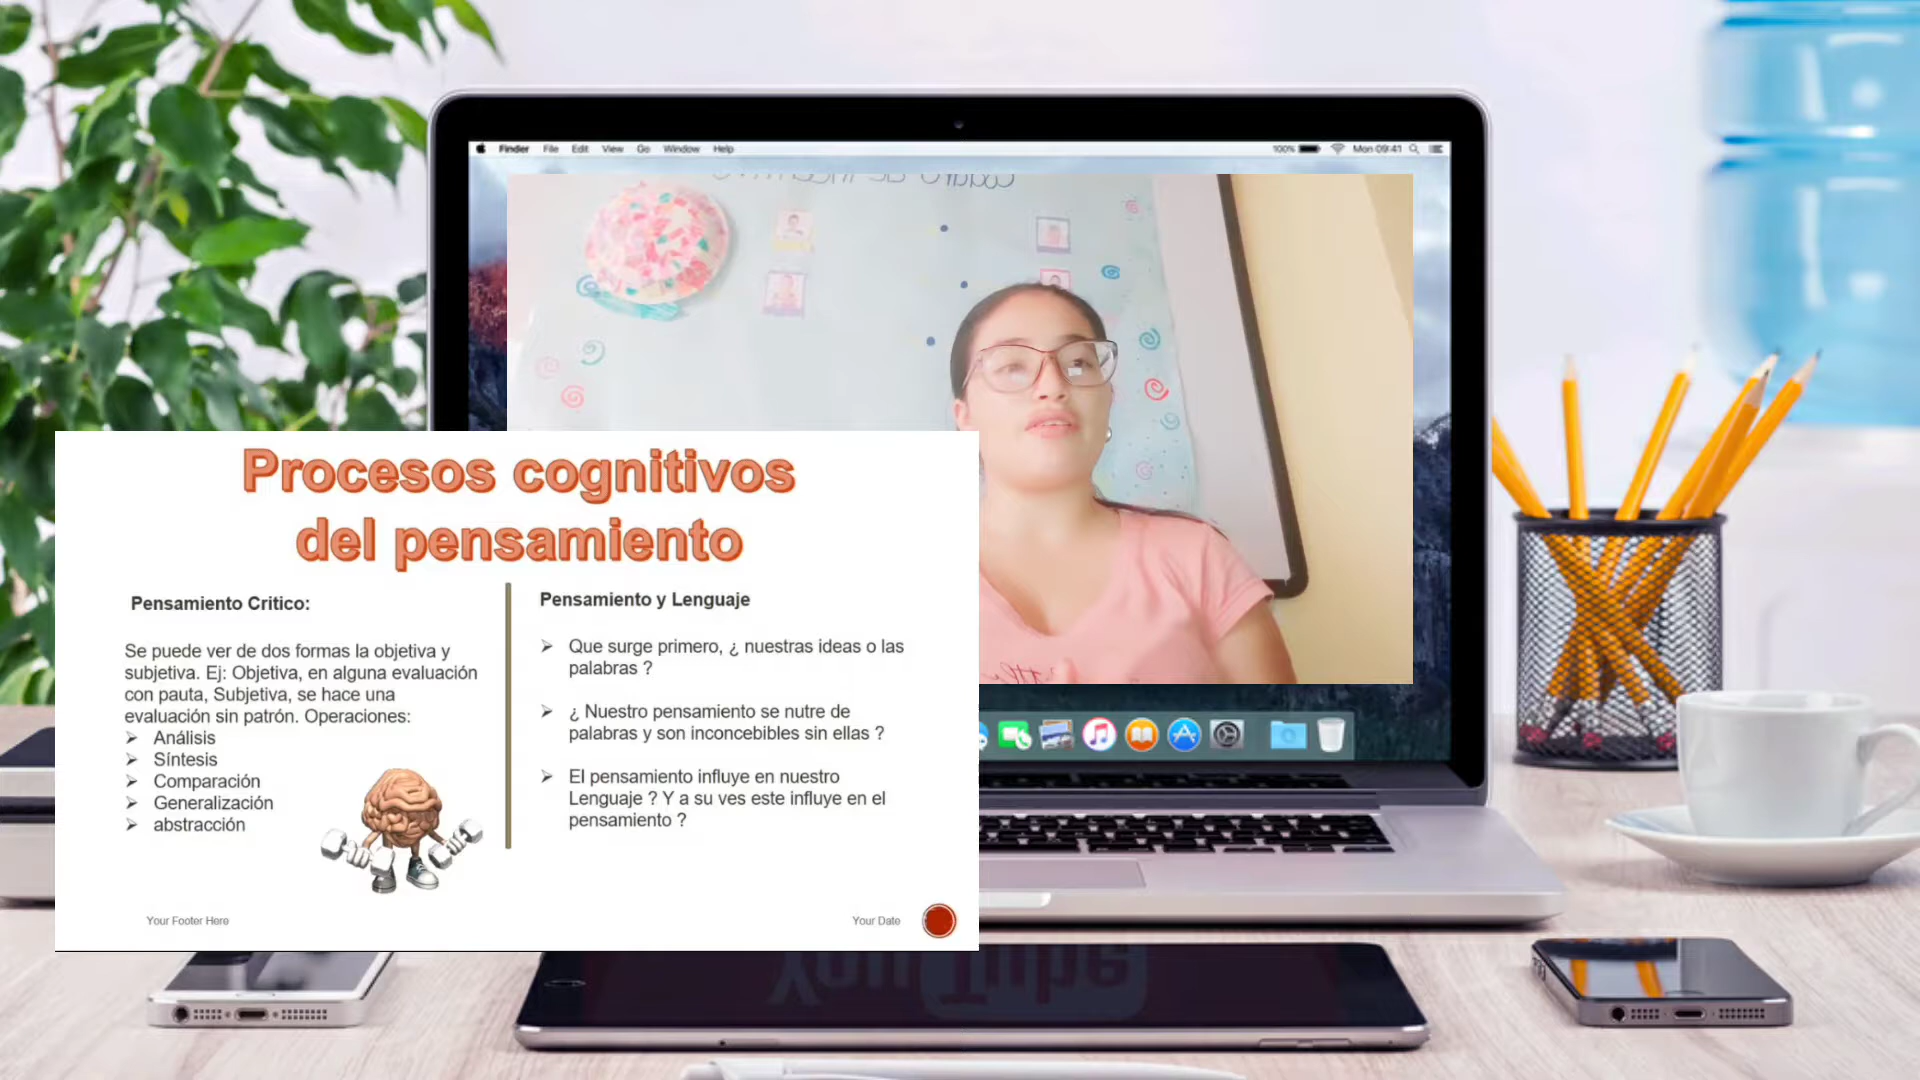 Finder File Edit View Go Window Help
100% Mon 09:41
Procesos cognitivos
del pensamiento
Pensamiento Critico:
Se puede ver de dos formas la objetiva y
subjetiva. Ej: Objetiva, en alguna evaluación
con pauta, Subjetiva, se hace una
evaluación sin patrón. Operaciones:
Análisis
Síntesis
Comparación
Generalización
abstracción
Pensamiento y Lenguaje
Que surge primero, ¿ nuestras ideas o las
palabras ?
¿ Nuestro pensamiento se nutre de
palabras y son inconcebibles sin ellas ?
El pensamiento influye en nuestro
Lenguaje ? Y a su ves este influye en el
pensamiento ?
Your Footer Here
Your Date
YouTube